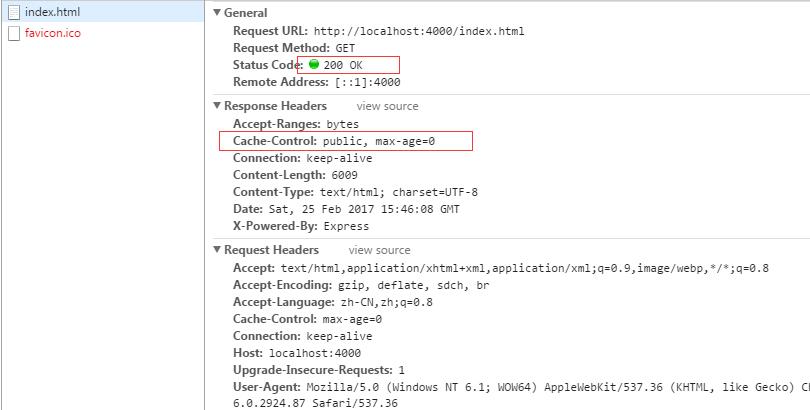 index.html
favicon.ico
General
Request URL: http://localhost:4000/index.html
Request Method: GET
Status Code: 200 OK
Remote Address: [::1]:4000
Response Headers view source
Accept-Ranges: bytes
Cache-Control: public, max-age=0
Connection: keep-alive
Content-Length: 6009
Content-Type: text/html; charset=UTF-8
Date: Sat, 25 Feb 2017 15:46:08 GMT
X-Powered-By: Express
Request Headers view source
Accept: text/html,application/xhtml+xml,application/xml;q=0.9,image/webp,*/*;q=0.8
Accept-Encoding: gzip, deflate, sdch, br
Accept-Language: zh-CN,zh;q=0.8
Cache-Control: max-age=0
Connection: keep-alive
Host: localhost:4000
Upgrade-Insecure-Requests: 1
User-Agent: Mozilla/5.0 (Windows NT 6.1; WOW64) AppleWebKit/537.36 (KHTML, like Gecko)
6.0.2924.87 Safari/537.36